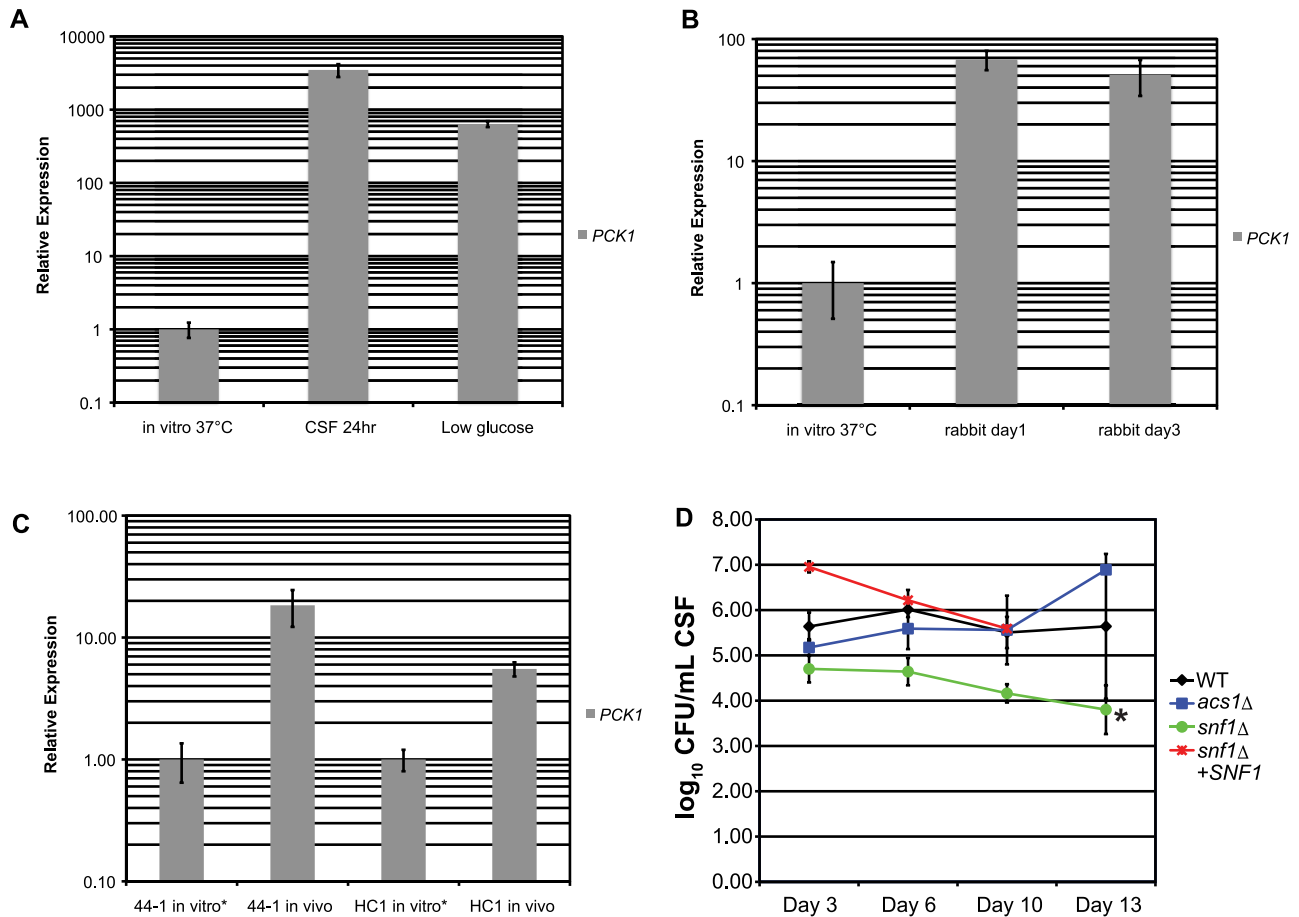 A
10000
1000
100
10
1
0.1
Relative Expression
in vitro 37°C
CSF 24hr
Low glucose
PCK1
B
100
10
1
0.1
Relative Expression
in vitro 37°C
rabbit day1
rabbit day3
PCK1
C
100.00
10.00
1.00
0.10
Relative Expression
44-1 in vitro*
44-1 in vivo
HC1 in vitro*
HC1 in vivo
PCK1
D
8.00
7.00
6.00
5.00
4.00
3.00
2.00
1.00
0.00
log₁₀ CFU/mL CSF
Day 3
Day 6
Day 10
Day 13
*
WT
acs1Δ
snf1Δ
snf1Δ
+SNF1